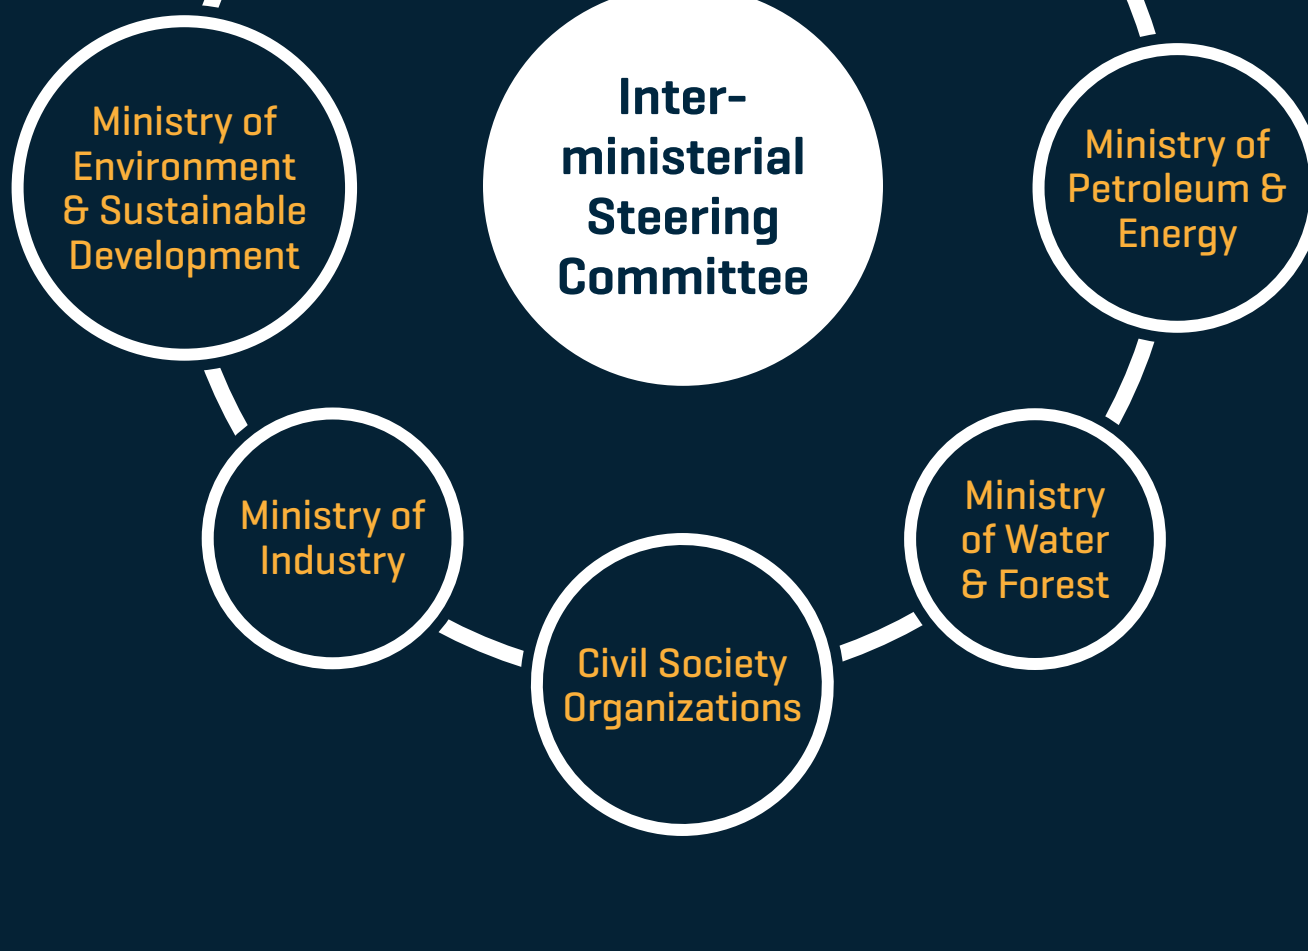 Inter-
ministerial
Steering
Committee
Ministry of
Environment
& Sustainable
Development
Ministry of
Petroleum &
Energy
Ministry of
Industry
Ministry
of Water
& Forest
Civil Society
Organizations